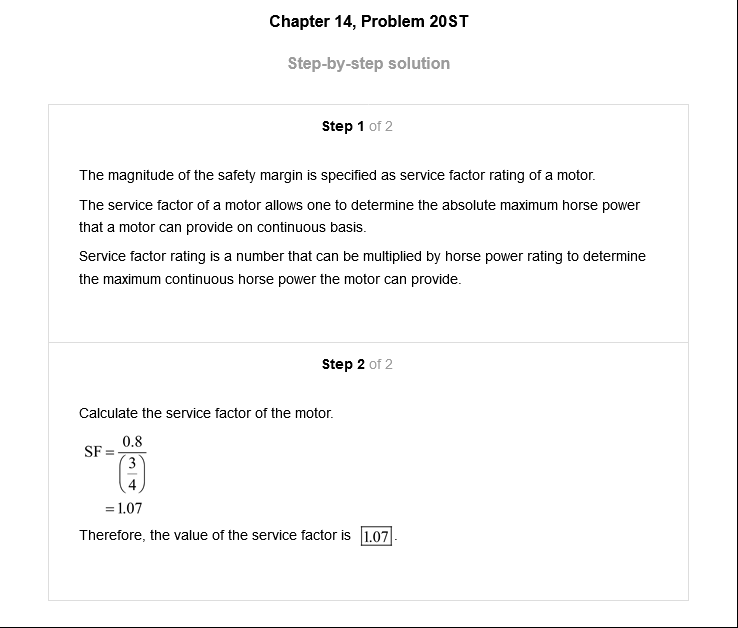 Chapter 14, Problem 20ST
Step-by-step solution
Step 1 of 2
The magnitude of the safety margin is specified as service factor rating of a motor.
The service factor of a motor allows one to determine the absolute maximum horse power
that a motor can provide on continuous basis.
Service factor rating is a number that can be multiplied by horse power rating to determine
the maximum continuous horse power the motor can provide.
Step 2 of 2
Calculate the service factor of the motor.
SF = 0.8 / (3/4)
= 1.07
Therefore, the value of the service factor is 1.07.